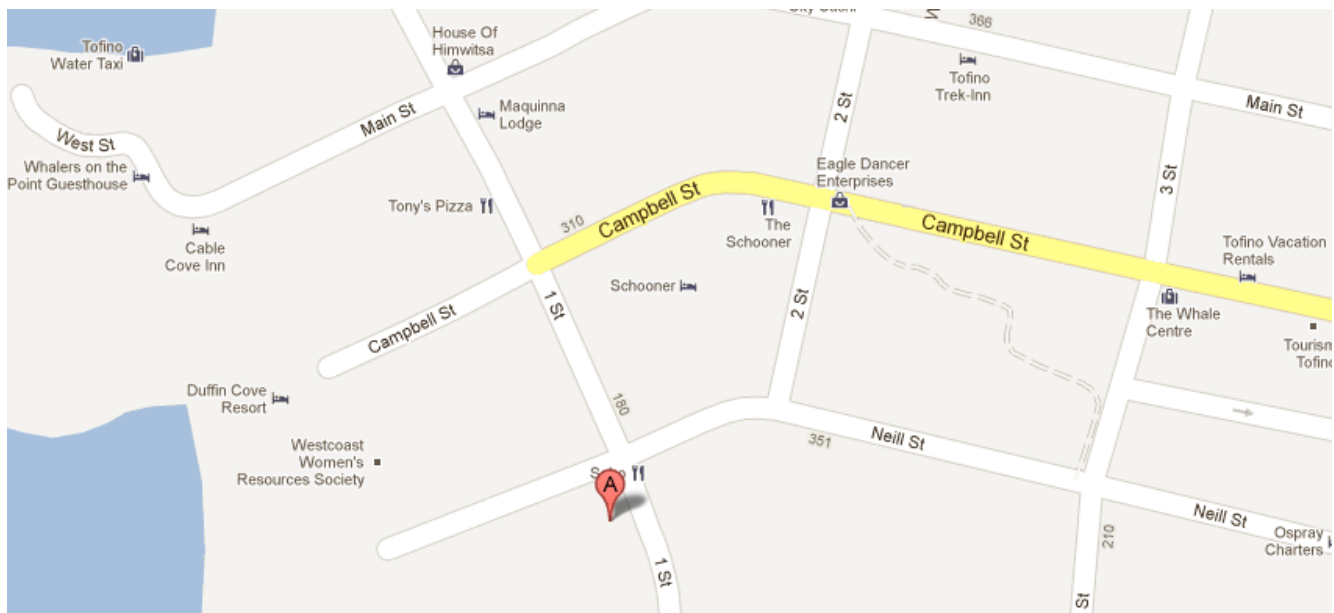 366
House Of
Himwitsa
Tofino
Water Taxi
Tofino
Trek-Inn
Main St
Maquinna
Lodge
Main St
2 St
West St
Whalers on the
Point Guesthouse
Eagle Dancer
Enterprises
3 St
Tony's Pizza
310
Campbell St
The
Schooner
Campbell St
Cable
Cove Inn
Tofino Vacation
Rentals
Schooner
1 St
2 St
The Whale
Centre
Campbell St
Tourism
Tofino
Duffin Cove
Resort
180
351
Neill St
Westcoast
Women's
Resources Society
A
Neill St
210
Ospray
Charters
1 St
St